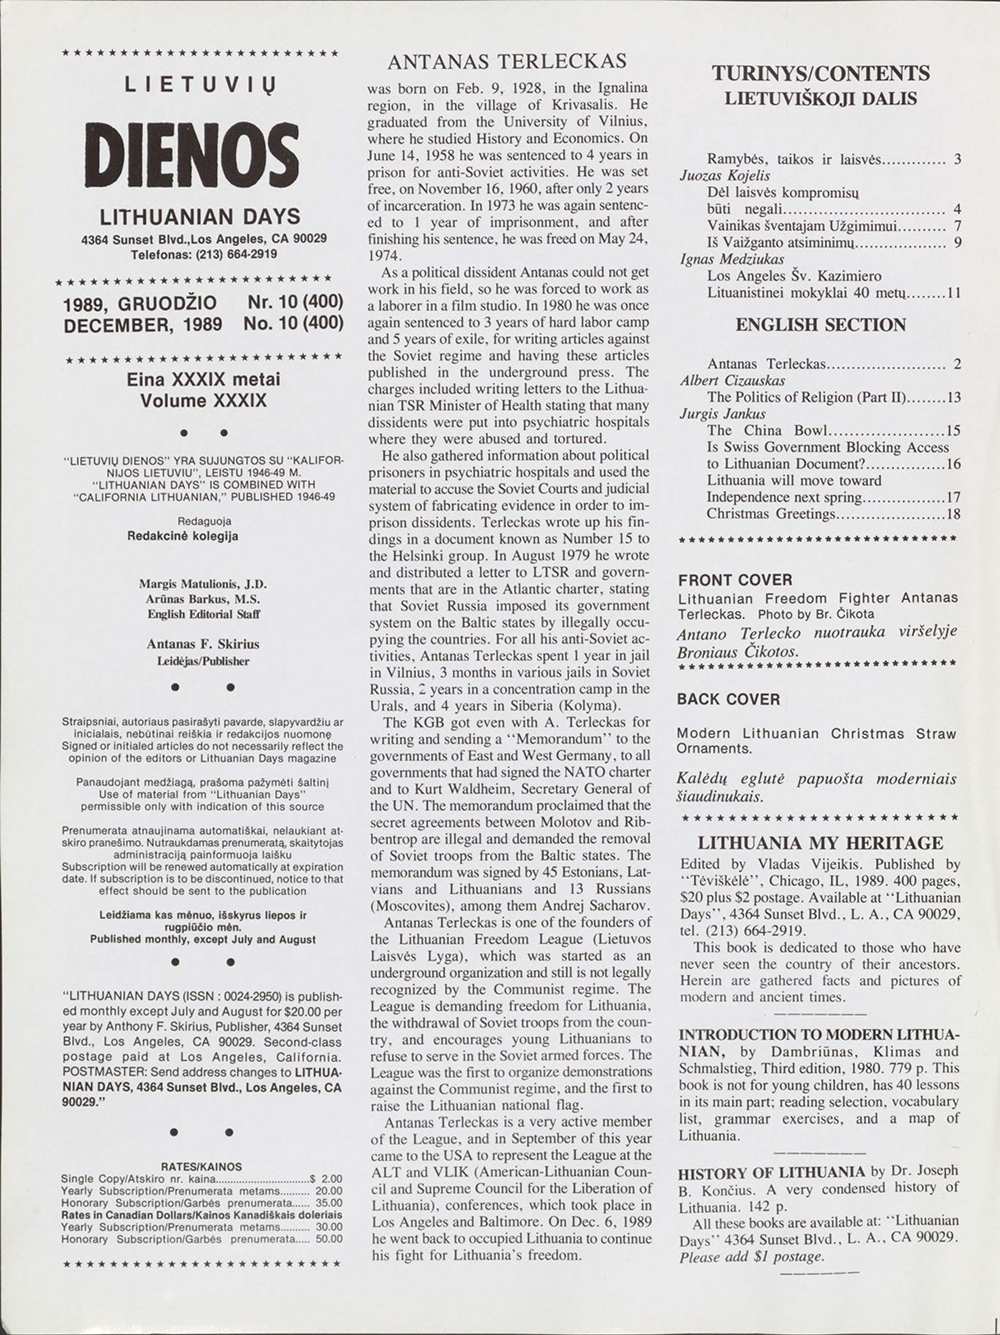 LIETUVIŲ
DIENOS
LITHUANIAN DAYS
4364 Sunset Blvd.,Los Angeles, CA 90029
Telefonas: (213) 664-2919
1989, GRUODŽIO Nr. 10 (400)
DECEMBER, 1989 No. 10 (400)
Eina XXXIX metai
Volume XXXIX
"LIETUVIŲ DIENOS" YRA SUJUNGTOS SU "KALIFOR-
NIJOS LIETUVIU", LEISTU 1946-49 M.
"LITHUANIAN DAYS" IS COMBINED WITH
"CALIFORNIA LITHUANIAN," PUBLISHED 1946-49
Redaguoja
Redakcinė kolegija
Margis Matulionis, J.D.
Arūnas Barkus, M.S.
English Editorial Staff
Antanas F. Skirius
Leidėjas/Publisher
Straipsniai, autoriaus pasirašyti pavarde, slapyvardžiu ar
inicialais, nebūtinai reiškia ir redakcijos nuomonę
Signed or initialed articles do not necessarily reflect the
opinion of the editors or Lithuanian Days magazine
Panaudojant medžiagą, prašoma pažymėti šaltinį
Use of material from "Lithuanian Days"
permissible only with indication of this source
Prenumerata atnaujinama automatiškai, nelaukiant at-
skiro pranešimo. Nutraukdamas prenumeratą, skaitytojas
administraciją painformuoja laišku
Subscription will be renewed automatically at expiration
date. If subscription is to be discontinued, notice to that
effect should be sent to the publication
Leidžiama kas mėnuo, išskyrus liepos ir
rugpiūčio mėn.
Published monthly, except July and August
"LITHUANIAN DAYS (ISSN : 0024-2950) is publish-
ed monthly except July and August for $20.00 per
year by Anthony F. Skirius, Publisher, 4364 Sunset
Blvd., Los Angeles, CA 90029. Second-class
postage paid at Los Angeles, California.
POSTMASTER: Send address changes to LITHUA-
NIAN DAYS, 4364 Sunset Blvd., Los Angeles, CA
90029."
RATES/KAINOS
Single Copy/Atskiro nr. kaina..............................$ 2.00
Yearly Subscription/Prenumerata metams.......... 20.00
Honorary Subscription/Garbės prenumerata..... 35.00
Rates in Canadian Dollars/Kainos Kanadiškais doleriais
Yearly Subscription/Prenumerata metams.......... 30.00
Honorary Subscription/Garbės prenumerata..... 50.00
ANTANAS TERLECKAS
was born on Feb. 9, 1928, in the Ignalina
region, in the village of Krivasalis. He
graduated from the University of Vilnius,
where he studied History and Economics. On
June 14, 1958 he was sentenced to 4 years in
prison for anti-Soviet activities. He was set
free, on November 16, 1960, after only 2 years
of incarceration. In 1973 he was again sentenc-
ed to 1 year of imprisonment, and after
finishing his sentence, he was freed on May 24,
1974.
As a political dissident Antanas could not get
work in his field, so he was forced to work as
a laborer in a film studio. In 1980 he was once
again sentenced to 3 years of hard labor camp
and 5 years of exile, for writing articles against
the Soviet regime and having these articles
published in the underground press. The
charges included writing letters to the Lithua-
nian TSR Minister of Health stating that many
dissidents were put into psychiatric hospitals
where they were abused and tortured.
He also gathered information about political
prisoners in psychiatric hospitals and used the
material to accuse the Soviet Courts and judicial
system of fabricating evidence in order to im-
prison dissidents. Terleckas wrote up his fin-
dings in a document known as Number 15 to
the Helsinki group. In August 1979 he wrote
and distributed a letter to LTSR and govern-
ments that are in the Atlantic charter, stating
that Soviet Russia imposed its government
system on the Baltic states by illegally occu-
pying the countries. For all his anti-Soviet ac-
tivities, Antanas Terleckas spent 1 year in jail
in Vilnius, 3 months in various jails in Soviet
Russia, 2 years in a concentration camp in the
Urals, and 4 years in Siberia (Kolyma).
The KGB got even with A. Terleckas for
writing and sending a "Memorandum" to the
governments of East and West Germany, to all
governments that had signed the NATO charter
and to Kurt Waldheim, Secretary General of
the UN. The memorandum proclaimed that the
secret agreements between Molotov and Rib-
bentrop are illegal and demanded the removal
of Soviet troops from the Baltic states. The
memorandum was signed by 45 Estonians, Lat-
vians and Lithuanians and 13 Russians
(Moscovites), among them Andrej Sacharov.
Antanas Terleckas is one of the founders of
the Lithuanian Freedom League (Lietuvos
Laisvės Lyga), which was started as an
underground organization and still is not legally
recognized by the Communist regime. The
League is demanding freedom for Lithuania,
the withdrawal of Soviet troops from the coun-
try, and encourages young Lithuanians to
refuse to serve in the Soviet armed forces. The
League was the first to organize demonstrations
against the Communist regime, and the first to
raise the Lithuanian national flag.
Antanas Terleckas is a very active member
of the League, and in September of this year
came to the USA to represent the League at the
ALT and VLIK (American-Lithuanian Coun-
cil and Supreme Council for the Liberation of
Lithuania), conferences, which took place in
Los Angeles and Baltimore. On Dec. 6, 1989
he went back to occupied Lithuania to continue
his fight for Lithuania's freedom.
TURINYS/CONTENTS
LIETUVIŠKOJI DALIS
Ramybės, taikos ir laisvės............. 3
Juozas Kojelis
Dėl laisvės kompromisų
būti negali................................. 4
Vainikas šventajam Užgimimui.......... 7
Iš Vaižganto atsiminimų................... 9
Ignas Medziukas
Los Angeles Šv. Kazimiero
Lituanistinei mokyklai 40 metų........11
ENGLISH SECTION
Antanas Terleckas........................ 2
Albert Cizauskas
The Politics of Religion (Part II)........13
Jurgis Jankus
The China Bowl.......................15
Is Swiss Government Blocking Access
to Lithuanian Document?................16
Lithuania will move toward
Independence next spring.................17
Christmas Greetings......................18
FRONT COVER
Lithuanian Freedom Fighter Antanas
Terleckas. Photo by Br. Čikota
Antano Terlecko nuotrauka viršelyje
Broniaus Čikotos.
BACK COVER
Modern Lithuanian Christmas Straw
Ornaments.
Kalėdų eglutė papuošta moderniais
šiaudinukais.
LITHUANIA MY HERITAGE
Edited by Vladas Vijeikis. Published by
"Tėviškėlė", Chicago, IL, 1989. 400 pages,
$20 plus $2 postage. Available at "Lithuanian
Days", 4364 Sunset Blvd., L. A., CA 90029,
tel. (213) 664-2919.
This book is dedicated to those who have
never seen the country of their ancestors.
Herein are gathered facts and pictures of
modern and ancient times.
INTRODUCTION TO MODERN LITHUA-
NIAN, by Dambriūnas, Klimas and
Schmalstieg, Third edition, 1980. 779 p. This
book is not for young children, has 40 lessons
in its main part; reading selection, vocabulary
list, grammar exercises, and a map of
Lithuania.
HISTORY OF LITHUANIA by Dr. Joseph
B. Končius. A very condensed history of
Lithuania. 142 p.
All these books are available at: "Lithuanian
Days" 4364 Sunset Blvd., L. A., CA 90029.
Please add $1 postage.